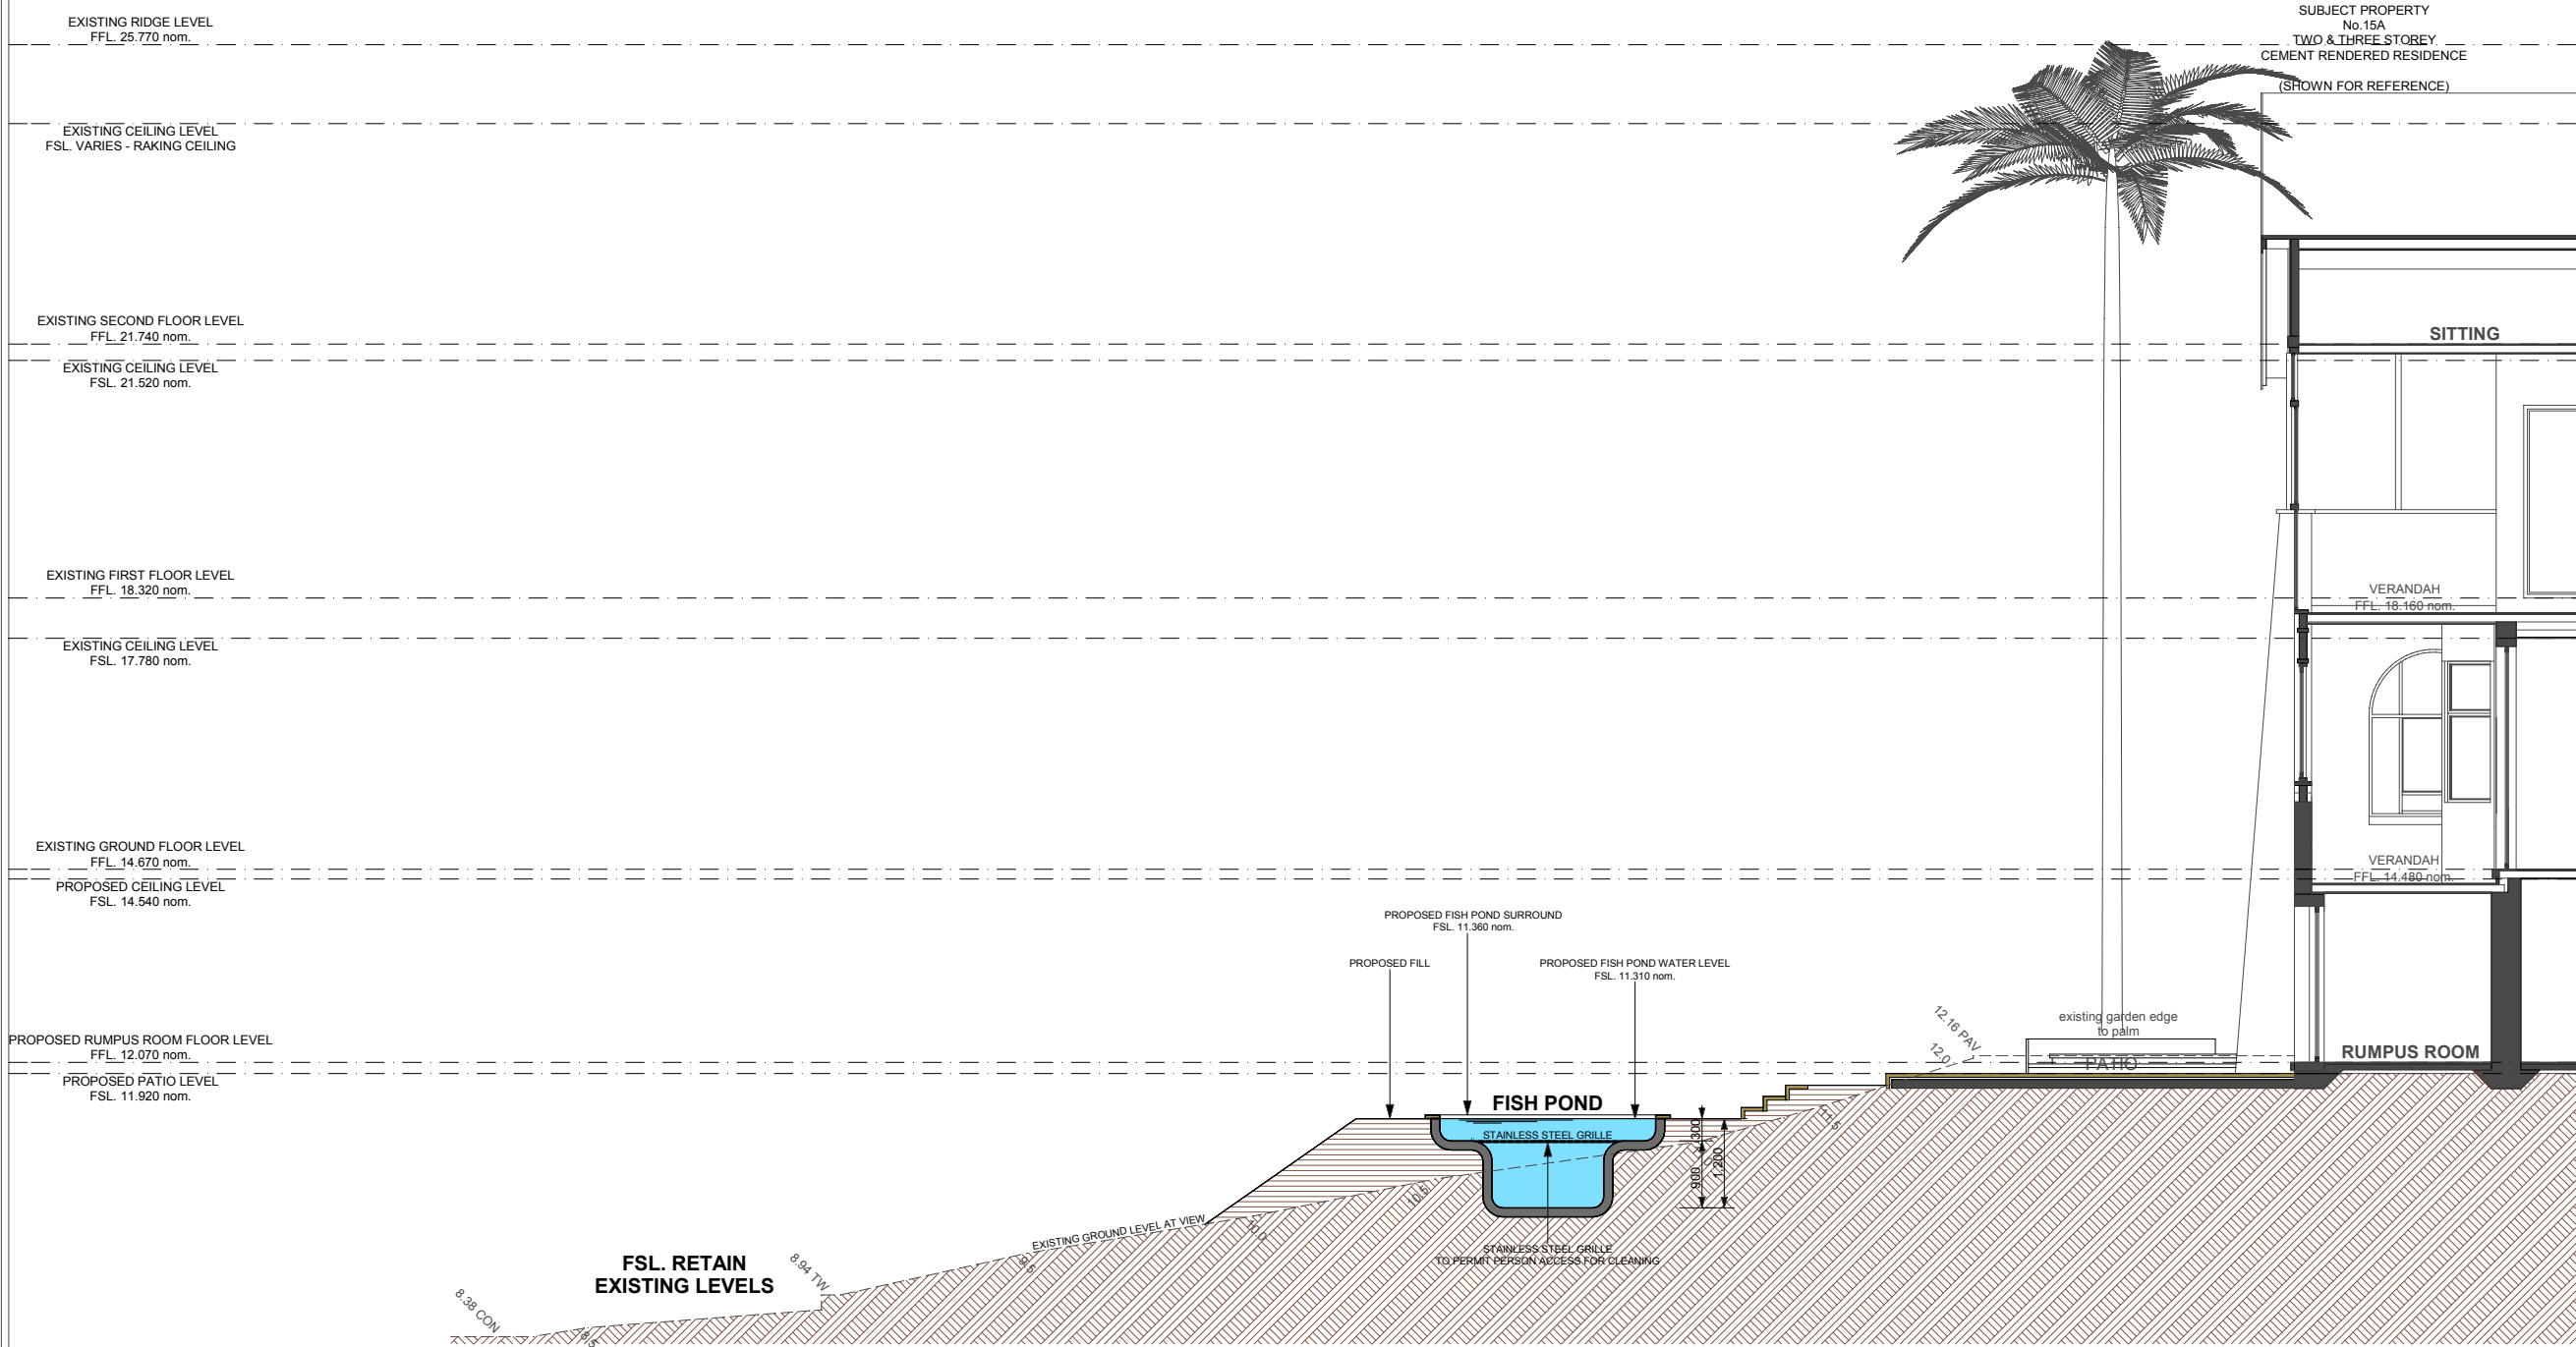 EXISTING RIDGE LEVEL
FFL. 25.770 nom.
SUBJECT PROPERTY
No.15A
TWO & THREE STOREY
CEMENT RENDERED RESIDENCE
(SHOWN FOR REFERENCE)
EXISTING CEILING LEVEL
FSL. VARIES - RAKING CEILING
EXISTING SECOND FLOOR LEVEL
FFL. 21.740 nom.
SITTING
EXISTING CEILING LEVEL
FSL. 21.520 nom.
EXISTING FIRST FLOOR LEVEL
FFL. 18.320 nom.
VERANDAH
FFL. 18.160 nom.
EXISTING CEILING LEVEL
FSL. 17.780 nom.
EXISTING GROUND FLOOR LEVEL
FFL. 14.670 nom.
VERANDAH
FFL. 14.480 nom.
PROPOSED CEILING LEVEL
FSL. 14.540 nom.
PROPOSED FISH POND SURROUND
FSL. 11.360 nom.
PROPOSED FILL
PROPOSED FISH POND WATER LEVEL
FSL. 11.310 nom.
12.16 PAV
12.0
existing garden edge
to palm
PATIO
RUMPUS ROOM
PROPOSED RUMPUS ROOM FLOOR LEVEL
FFL. 12.070 nom.
PROPOSED PATIO LEVEL
FSL. 11.920 nom.
FISH POND
STAINLESS STEEL GRILLE
300
900
1,200
11.5
10.5
10.0
EXISTING GROUND LEVEL AT VIEW
9.5
STAINLESS STEEL GRILLE
TO PERMIT PERSON ACCESS FOR CLEANING
FSL. RETAIN
EXISTING LEVELS
8.94 TW
8.38 CON
8.5